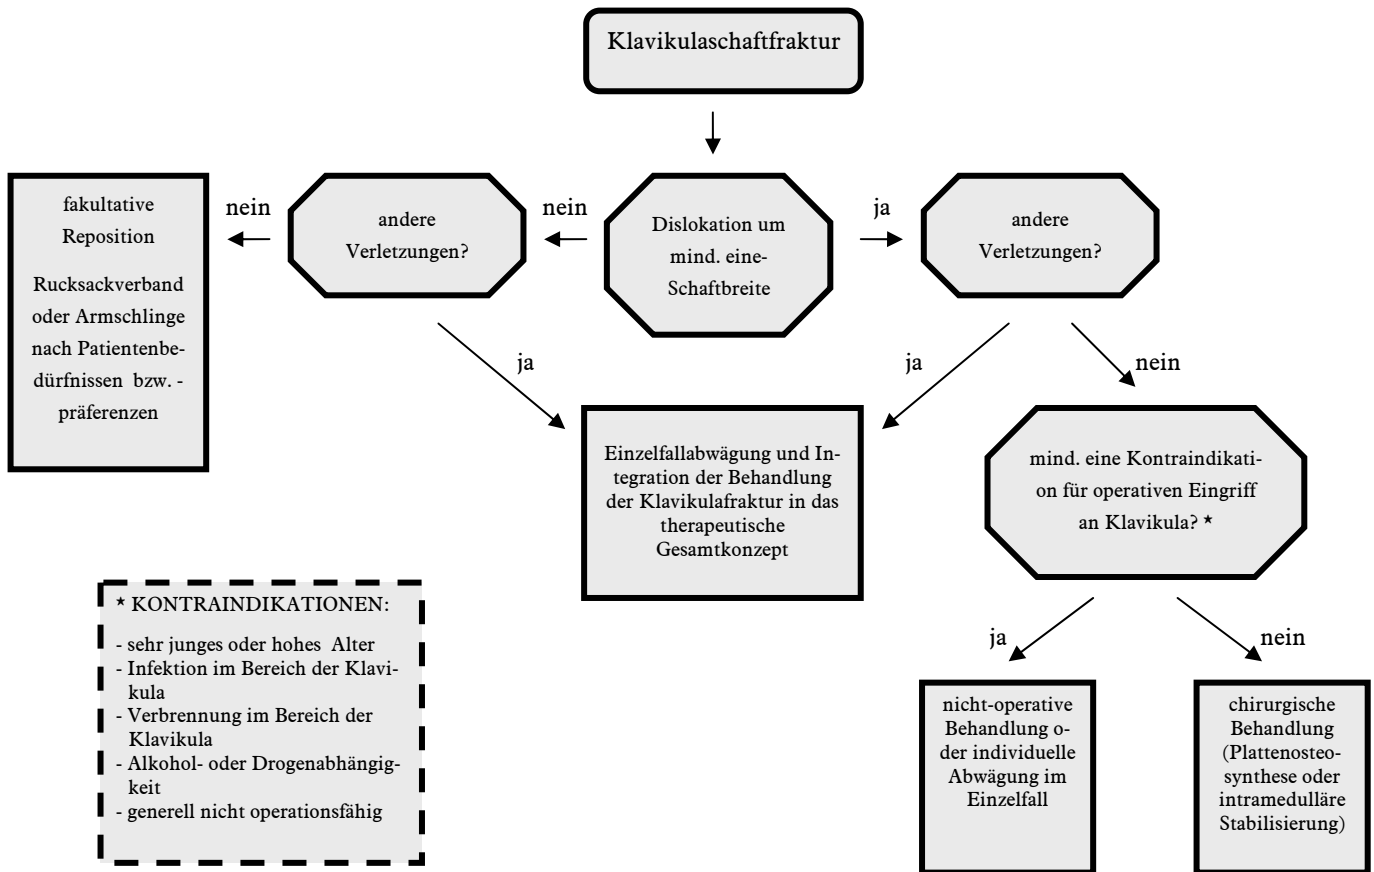 Klavikulaschaftfraktur
fakultative
Reposition
Rucksackverband
oder Armschlinge
nach Patientenbe-
dürfnissen bzw. -
präferenzen
nein
andere
Verletzungen?
nein
Dislokation um
mind. eine-
Schaftbreite
ja
andere
Verletzungen?
ja
ja
nein
Einzelfallabwägung und In-
tegration der Behandlung
der Klavikulafraktur in das
therapeutische
Gesamtkonzept
mind. eine Kontraindikati-
on für operativen Eingriff
an Klavikula? *
* KONTRAINDIKATIONEN:
- sehr junges oder hohes Alter
- Infektion im Bereich der Klavi-
kula
- Verbrennung im Bereich der
Klavikula
- Alkohol- oder Drogenabhängig-
keit
- generell nicht operationsfähig
ja
nein
nicht-operative
Behandlung o-
der individuelle
Abwägung im
Einzelfall
chirurgische
Behandlung
(Plattenosteo-
synthese oder
intramedulläre
Stabilisierung)